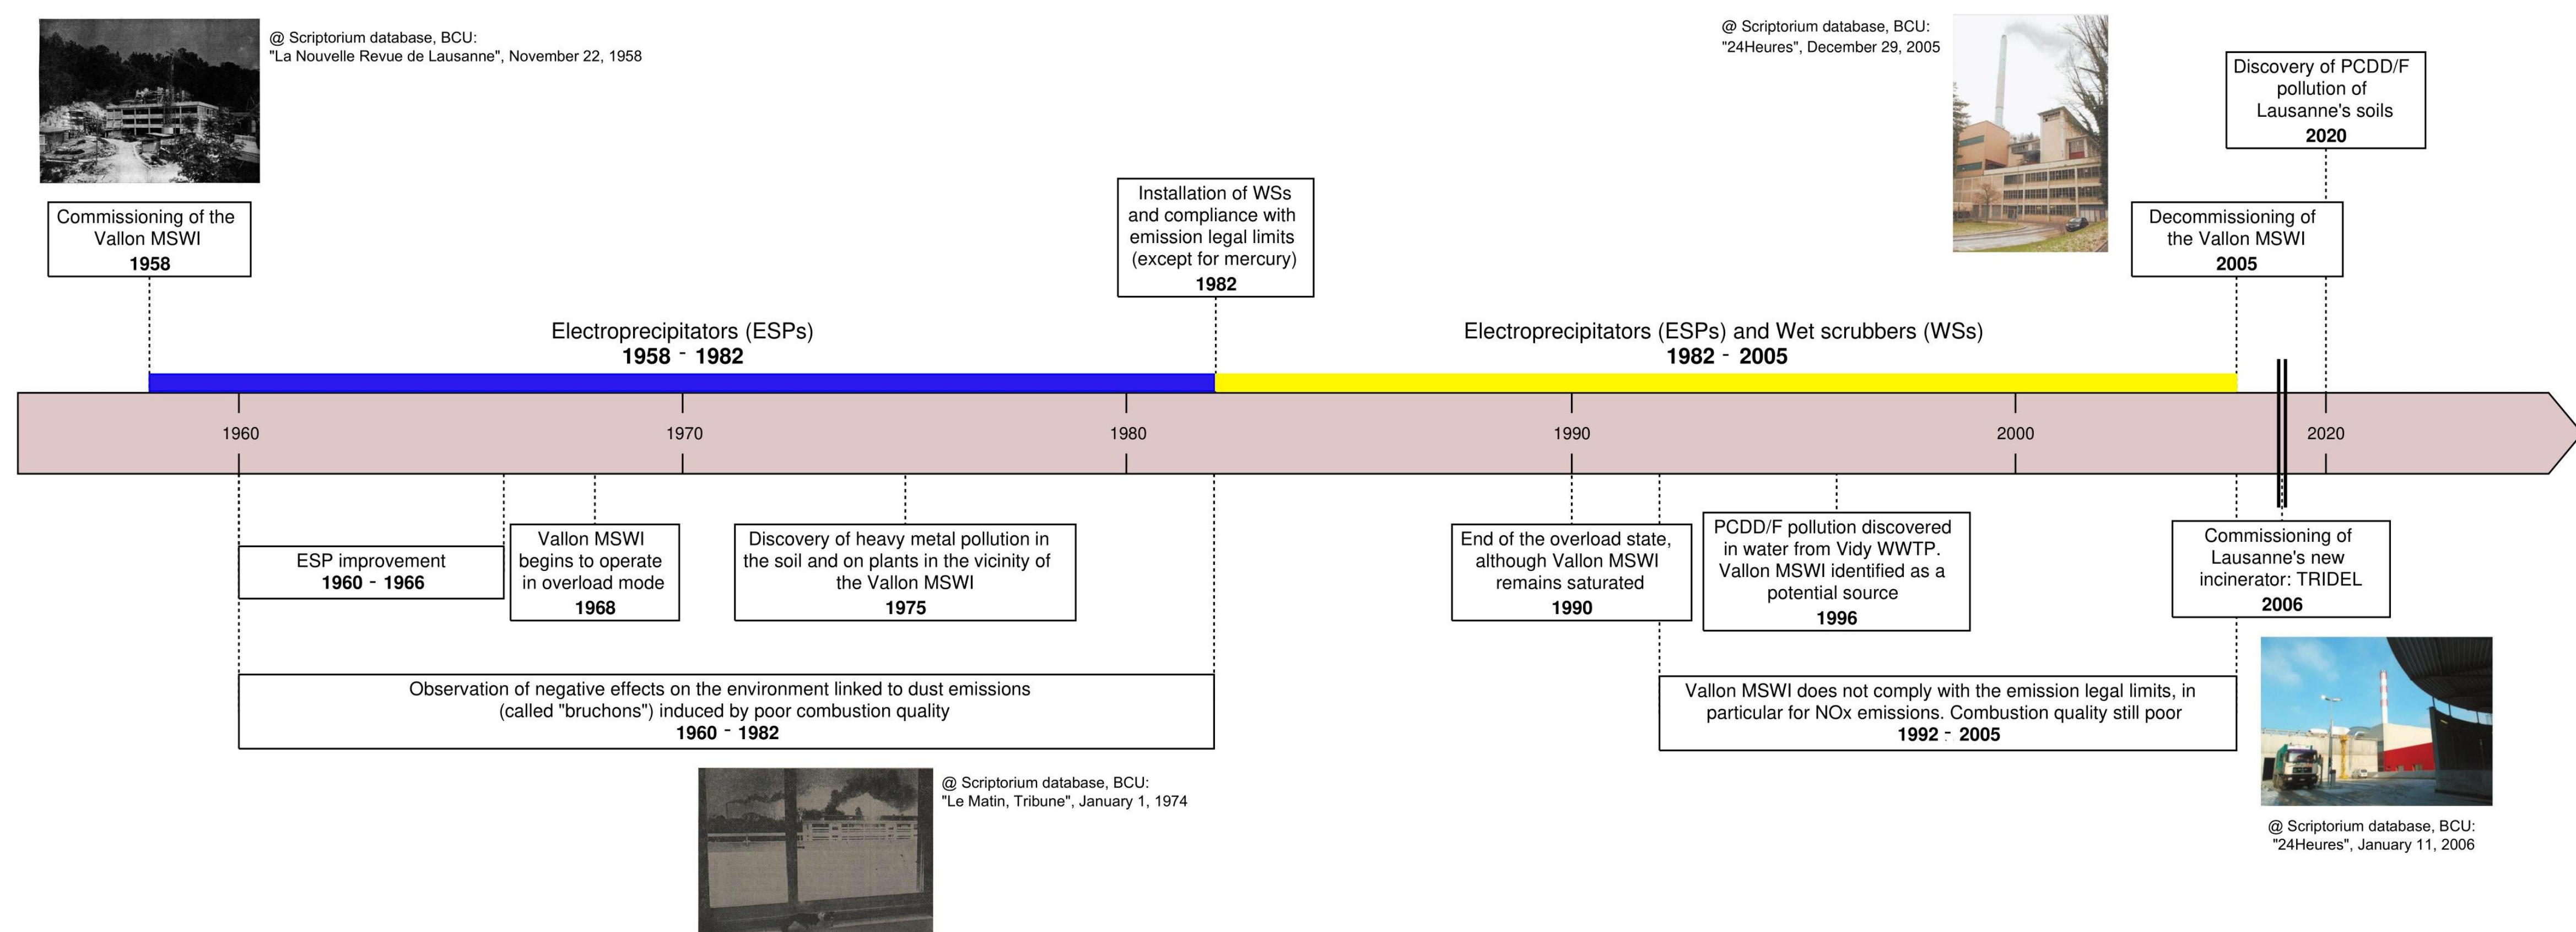 @ Scriptorium database, BCU:
"La Nouvelle Revue de Lausanne", November 22, 1958
@ Scriptorium database, BCU:
"24Heures", December 29, 2005
Discovery of PCDD/F
pollution of
Lausanne's soils
2020
Commissioning of the
Vallon MSWI
1958
Installation of WSs
and compliance with
emission legal limits
(except for mercury)
1982
Decommissioning of
the Vallon MSWI
2005
Electroprecipitators (ESPs)
1958 - 1982
Electroprecipitators (ESPs) and Wet scrubbers (WSs)
1982 - 2005
1960
1970
1980
1990
2000
2020
ESP improvement
1960 - 1966
Vallon MSWI
begins to operate
in overload mode
1968
Discovery of heavy metal pollution in
the soil and on plants in the vicinity of
the Vallon MSWI
1975
End of the overload state,
although Vallon MSWI
remains saturated
1990
PCDD/F pollution discovered
in water from Vidy WWTP.
Vallon MSWI identified as a
potential source
1996
Commissioning of
Lausanne's new
incinerator: TRIDEL
2006
Observation of negative effects on the environment linked to dust emissions
(called "bruchons") induced by poor combustion quality
1960 - 1982
Vallon MSWI does not comply with the emission legal limits, in
particular for NOx emissions. Combustion quality still poor
1992 - 2005
@ Scriptorium database, BCU:
"Le Matin, Tribune", January 1, 1974
@ Scriptorium database, BCU:
"24Heures", January 11, 2006